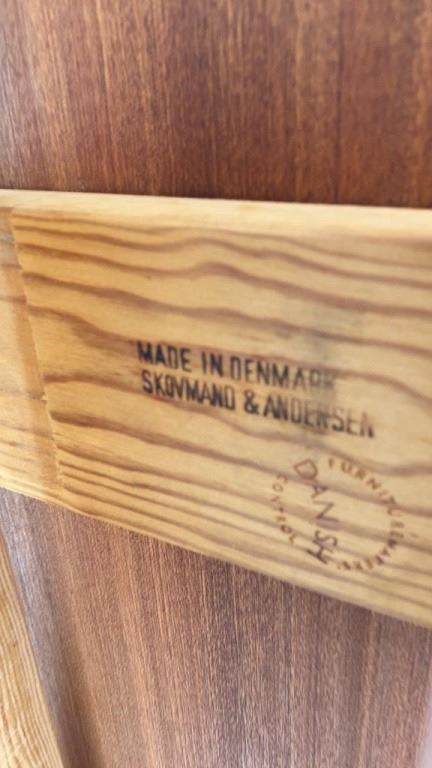 MADE IN DENMARK
SKOVMAND & ANDERSEN
FURNITUREMAKERS'
DANISH
CONTROL